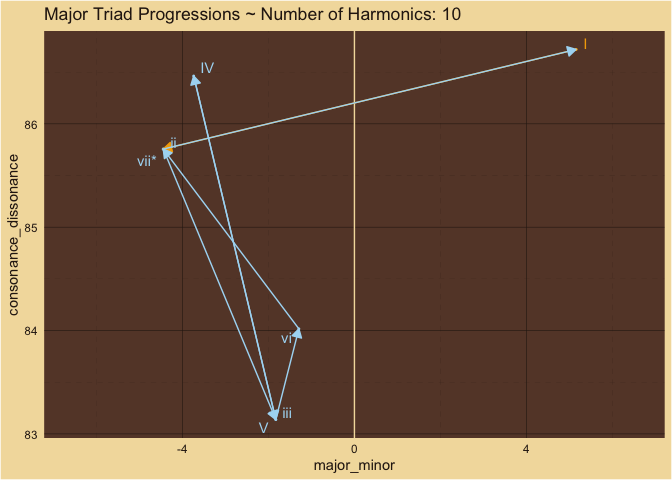 Major Triad Progressions ~ Number of Harmonics: 10
I
IV
86
ii
vii*
consonance_dissonance
85
84
vi
iii
V
83
-4 0 4
major_minor